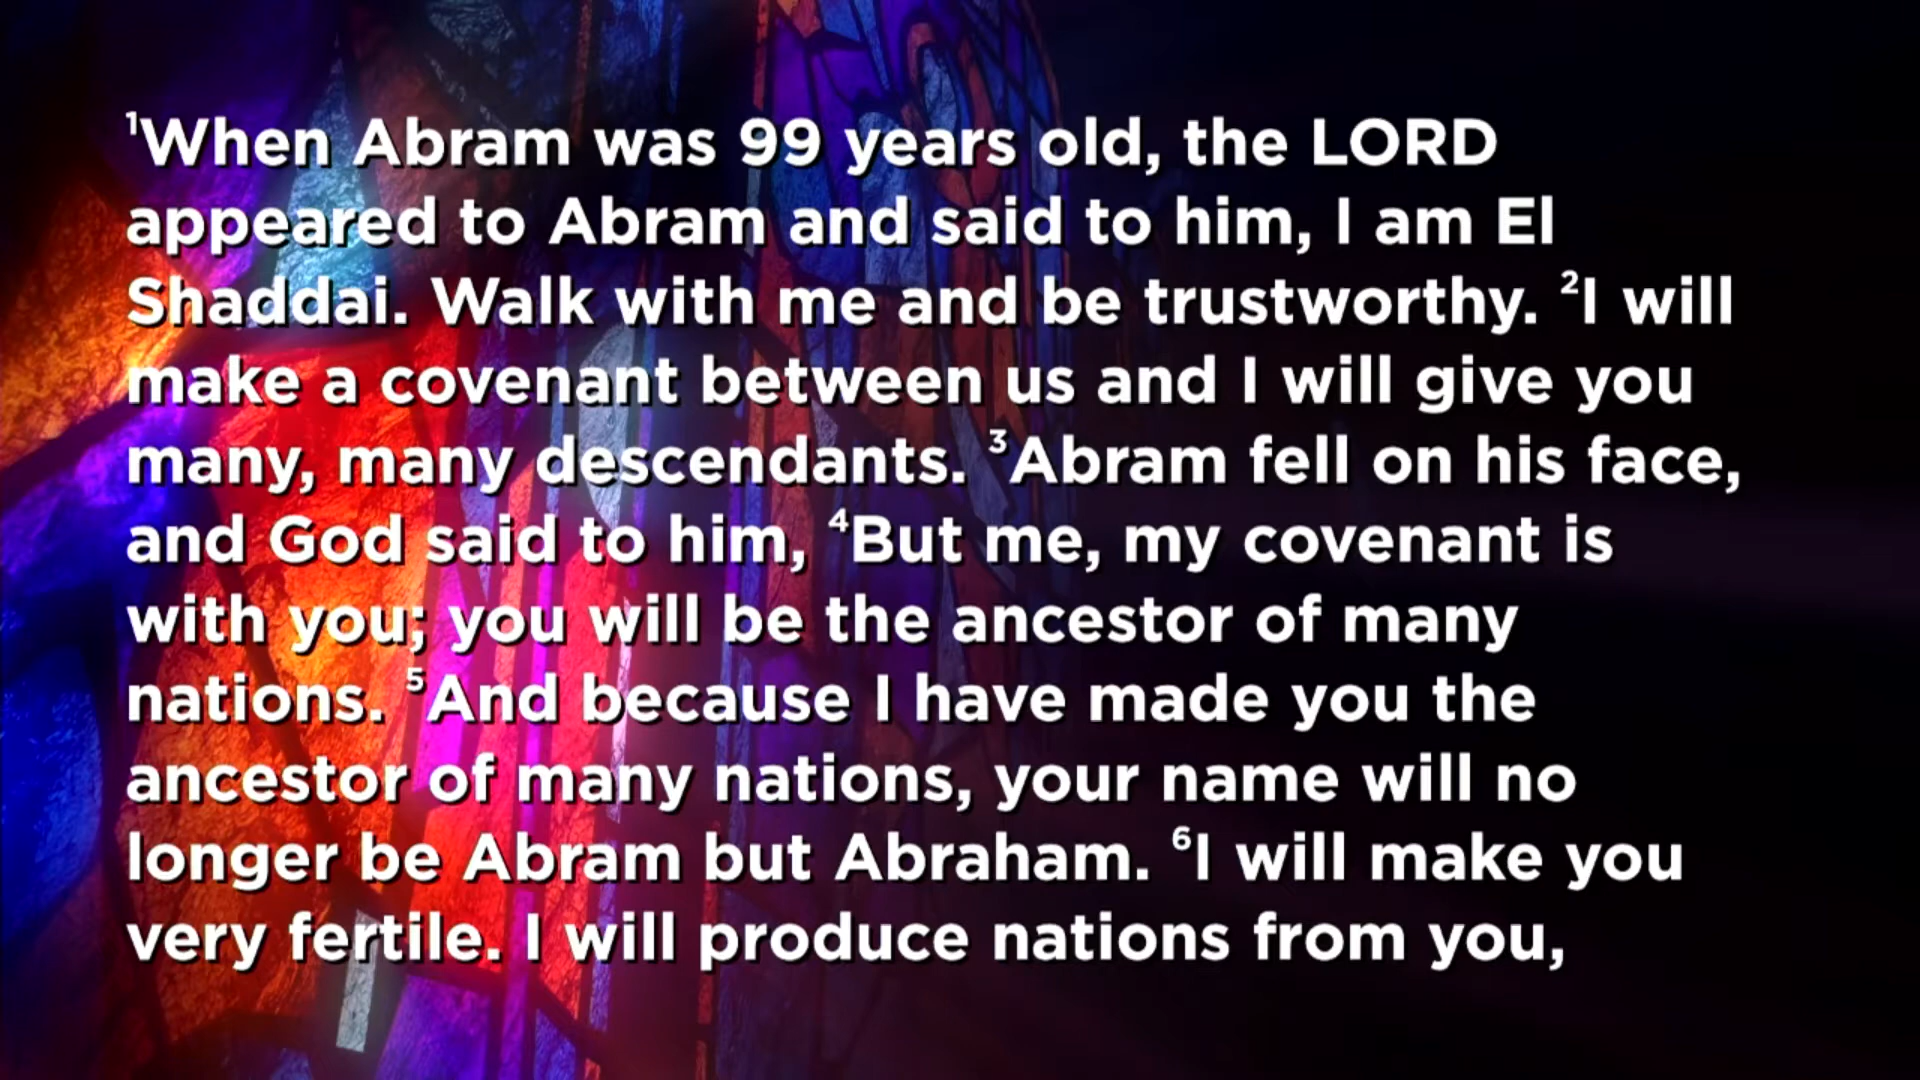 ¹When Abram was 99 years old, the LORD
appeared to Abram and said to him, I am El
Shaddai. Walk with me and be trustworthy. ²I will
make a covenant between us and I will give you
many, many descendants. ³Abram fell on his face,
and God said to him, ⁴But me, my covenant is
with you; you will be the ancestor of many
nations. ⁵And because I have made you the
ancestor of many nations, your name will no
longer be Abram but Abraham. ⁶I will make you
very fertile. I will produce nations from you,